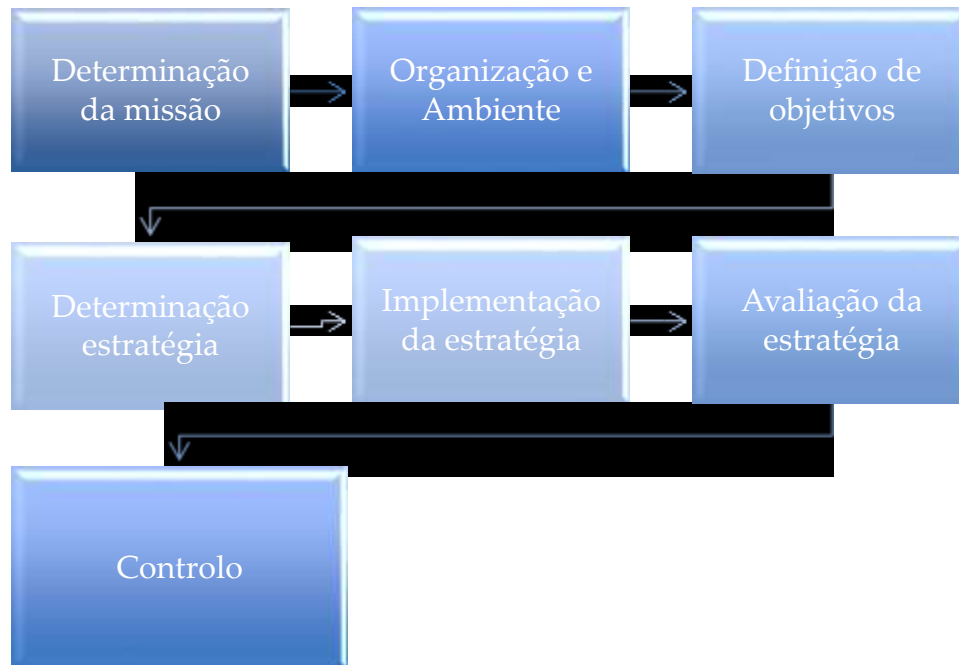 Determinação
da missão
Organização e
Ambiente
Definição de
objetivos
Determinação
estratégia
Implementação
da estratégia
Avaliação da
estratégia
Controlo